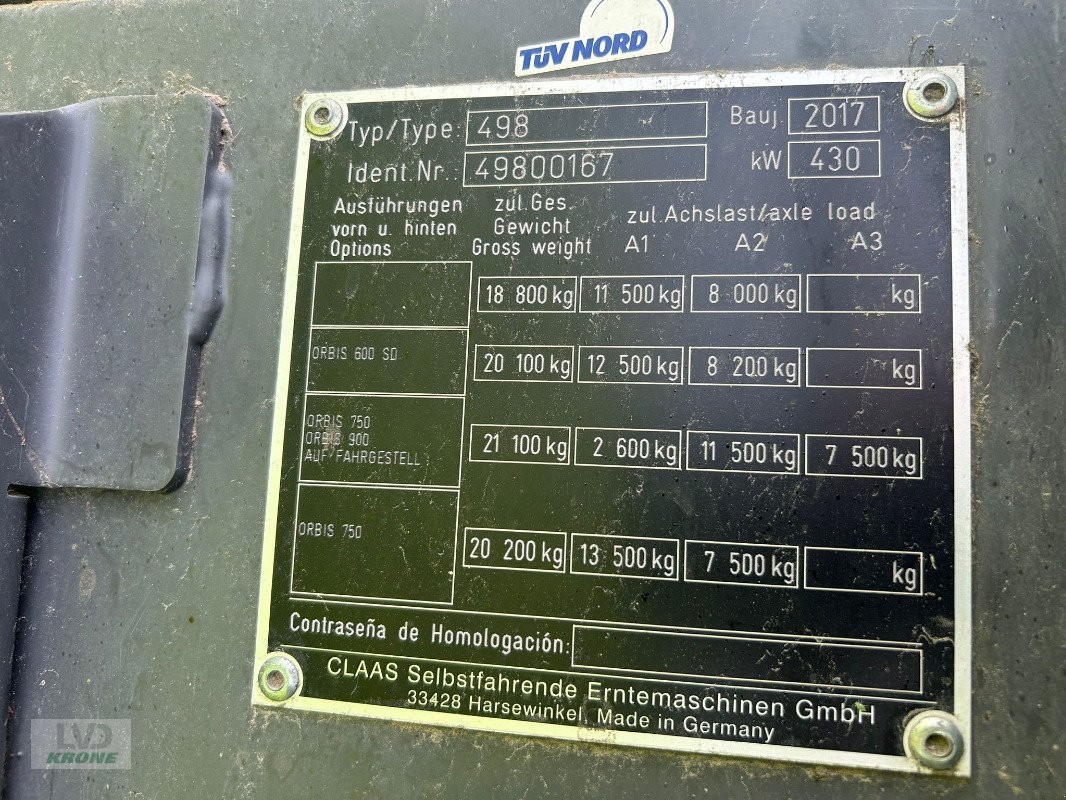 TÜV NORD
Typ/Type: 498 Bauj 2017
Ident.Nr.: 49800167 kW 430
Ausführungen vorn u. hinten Options
zul.Ges. Gewicht Gross weight
zul.Achslast/axle load
A1 A2 A3
18 800 kg 11 500 kg 8 000 kg kg
ORBIS 600 SD 20 100 kg 12 500 kg 8 200 kg kg
ORBIS 750
ORBIS 900
AUF FAHRGESTELL
21 100 kg 2 600 kg 11 500 kg 7 500 kg
ORBIS 750 20 200 kg 13 500 kg 7 500 kg kg
Contraseña de Homologación:
CLAAS Selbstfahrende Erntemaschinen GmbH
33428 Harsewinkel, Made in Germany
LVD
KRONE